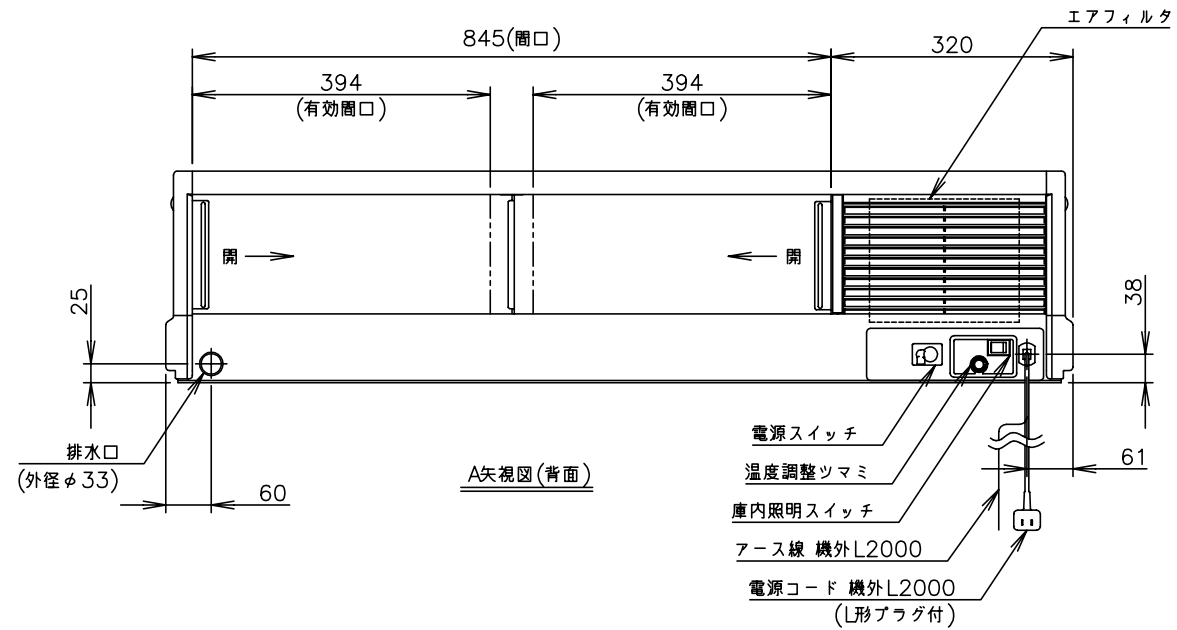 エアフィルタ
845(間口)
320
394
(有効間口)
394
(有効間口)
開
開
25
38
排水口
(外径φ33)
60
A矢視図(背面)
電源スイッチ
温度調整ツマミ
庫内照明スイッチ
アース線 機外L2000
電源コード 機外L2000
(L形プラグ付)
61